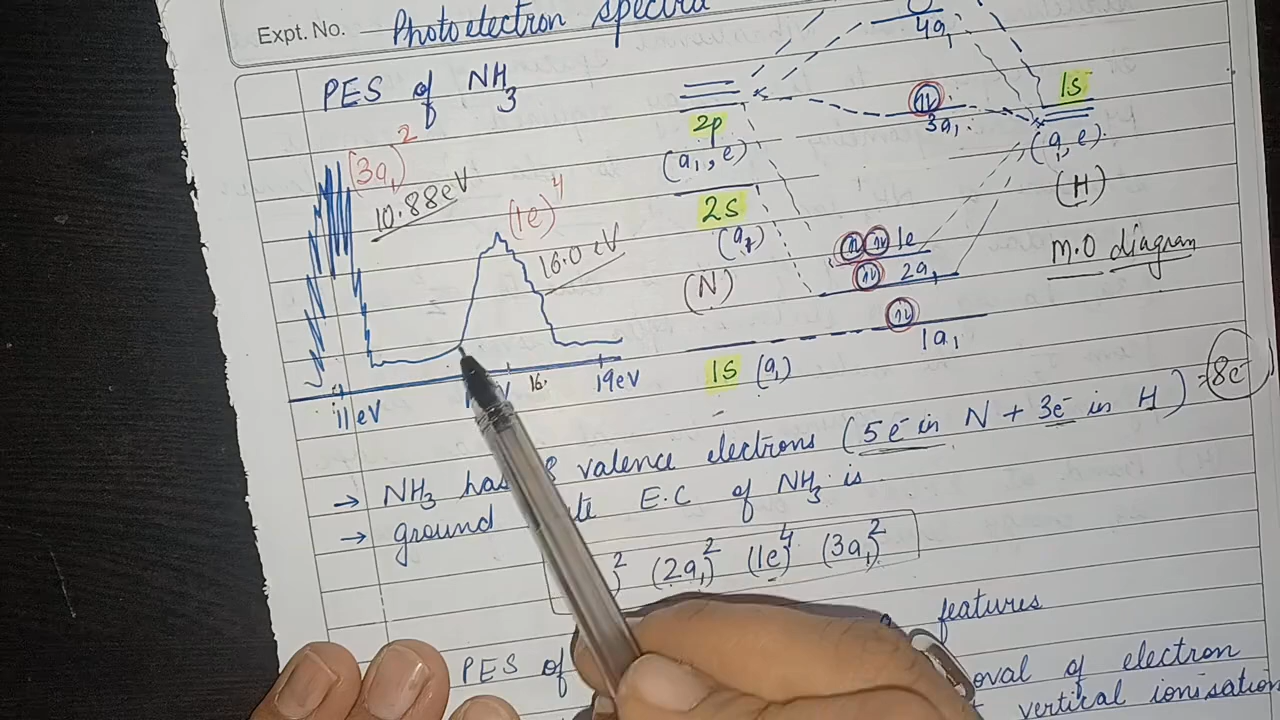 Expt. No. Photoelectron spectra
PES of NH3
(3a1)2
10.88eV
(1e)4
16.0 eV
11eV
16.
19eV
2p
(a1, e)
2s
(a1)
(N)
1s (a1)
4a1
3a1
1e
2a1
1a1
1s
(a1, e)
(H)
M.O diagram
→ NH3 has 8 valence electrons (5e- in N + 3e- in H) = 8e-
→ ground E.C of NH3 is
)2 (2a1)2 (1e)4 (3a1)2
features
PES of
of electron
vertical ionisation